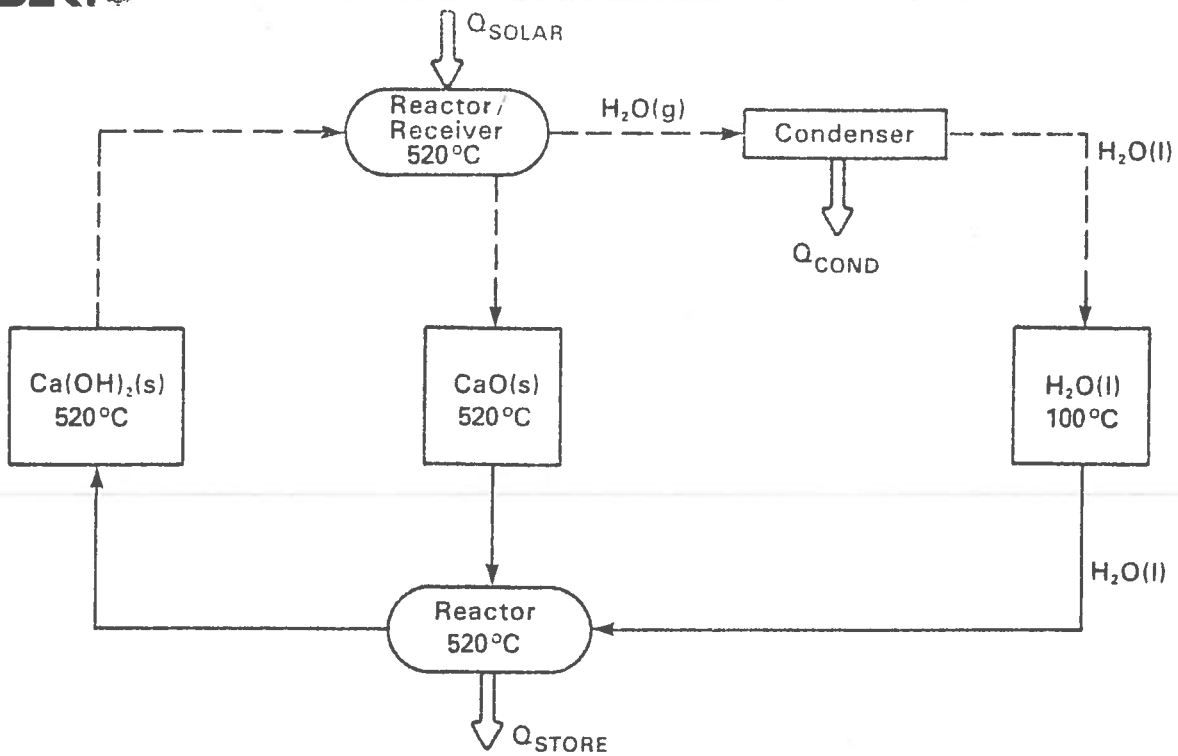 Q_SOLAR
Reactor/
Receiver
520°C
H₂O(g)
Condenser
H₂O(l)
Q_COND
Ca(OH)₂(s)
520°C
CaO(s)
520°C
H₂O(l)
100°C
H₂O(l)
Reactor
520°C
Q_STORE